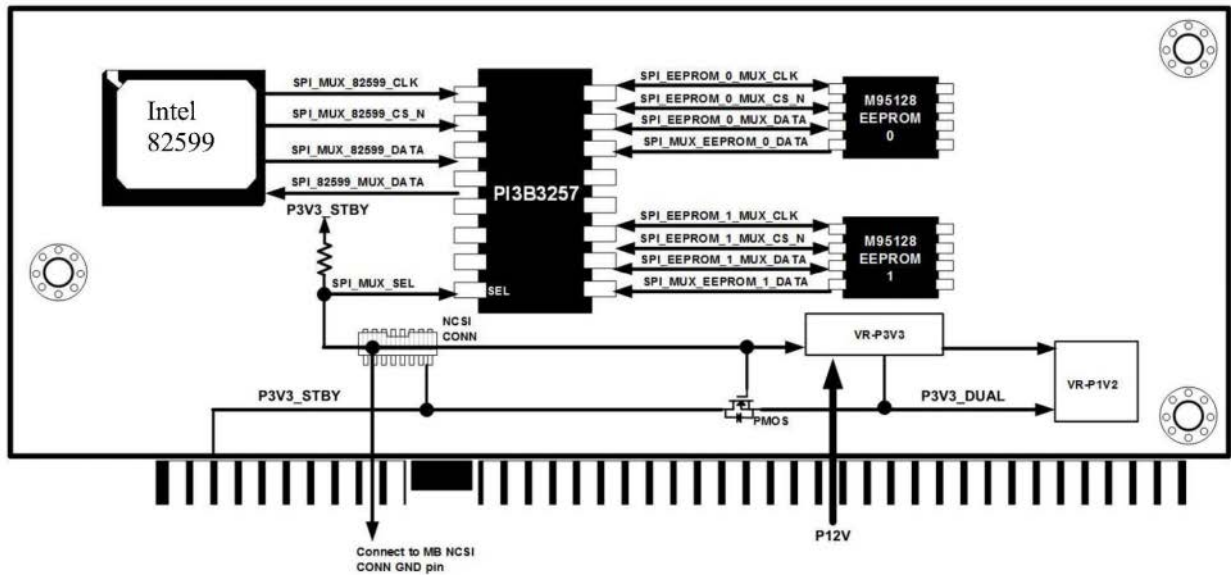 Intel
82599
SPI_MUX_82599_CLK
SPI_MUX_82599_CS_N
SPI_MUX_82599_DATA
SPI_82599_MUX_DATA
P3V3_STBY
SPI_MUX_SEL
PI3B3257
SEL
SPI_EEPROM_0_MUX_CLK
SPI_EEPROM_0_MUX_CS_N
SPI_EEPROM_0_MUX_DATA
SPI_MUX_EEPROM_0_DATA
M95128
EEPROM
0
SPI_EEPROM_1_MUX_CLK
SPI_EEPROM_1_MUX_CS_N
SPI_EEPROM_1_MUX_DATA
SPI_MUX_EEPROM_1_DATA
M95128
EEPROM
1
NCSI
CONN
VR-P3V3
VR-P1V2
P3V3_STBY
PMOS
P3V3_DUAL
P12V
Connect to MB NCSI
CONN GND pin